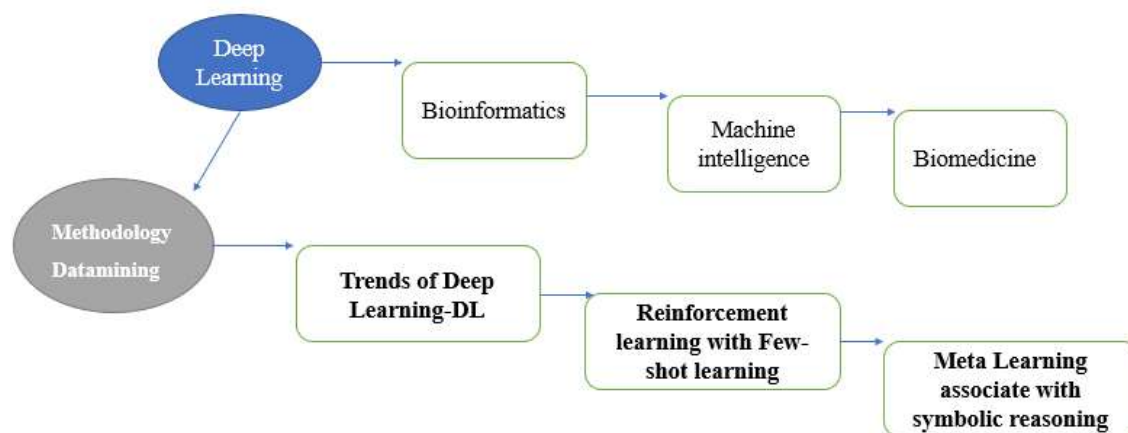 Deep
Learning
Bioinformatics
Machine
intelligence
Biomedicine
Methodology
Datamining
Trends of Deep
Learning-DL
Reinforcement
learning with Few-
shot learning
Meta Learning
associate with
symbolic reasoning